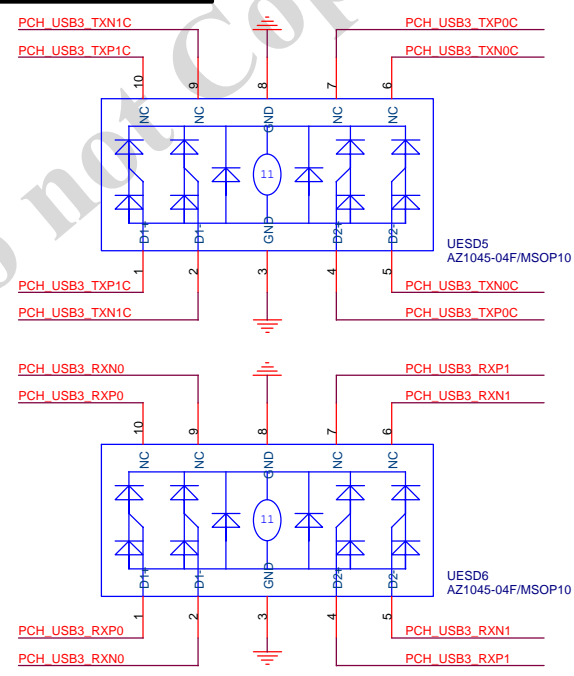 o not Cop
PCH_USB3_TXN1C
PCH_USB3_TXP0C
PCH_USB3_TXP1C
PCH_USB3_TXN0C
10
9
8
7
6
NC
NC
GND
NC
NC
11
D1+
D1-
GND
D2+
D2-
UESD5
AZ1045-04F/MSOP10
1
2
3
4
5
PCH_USB3_TXP1C
PCH_USB3_TXN0C
PCH_USB3_TXN1C
PCH_USB3_TXP0C
PCH_USB3_RXN0
PCH_USB3_RXP1
PCH_USB3_RXP0
PCH_USB3_RXN1
10
9
8
7
6
NC
NC
GND
NC
NC
11
D1+
D1-
GND
D2+
D2-
UESD6
AZ1045-04F/MSOP10
1
2
3
4
5
PCH_USB3_RXP0
PCH_USB3_RXN1
PCH_USB3_RXN0
PCH_USB3_RXP1